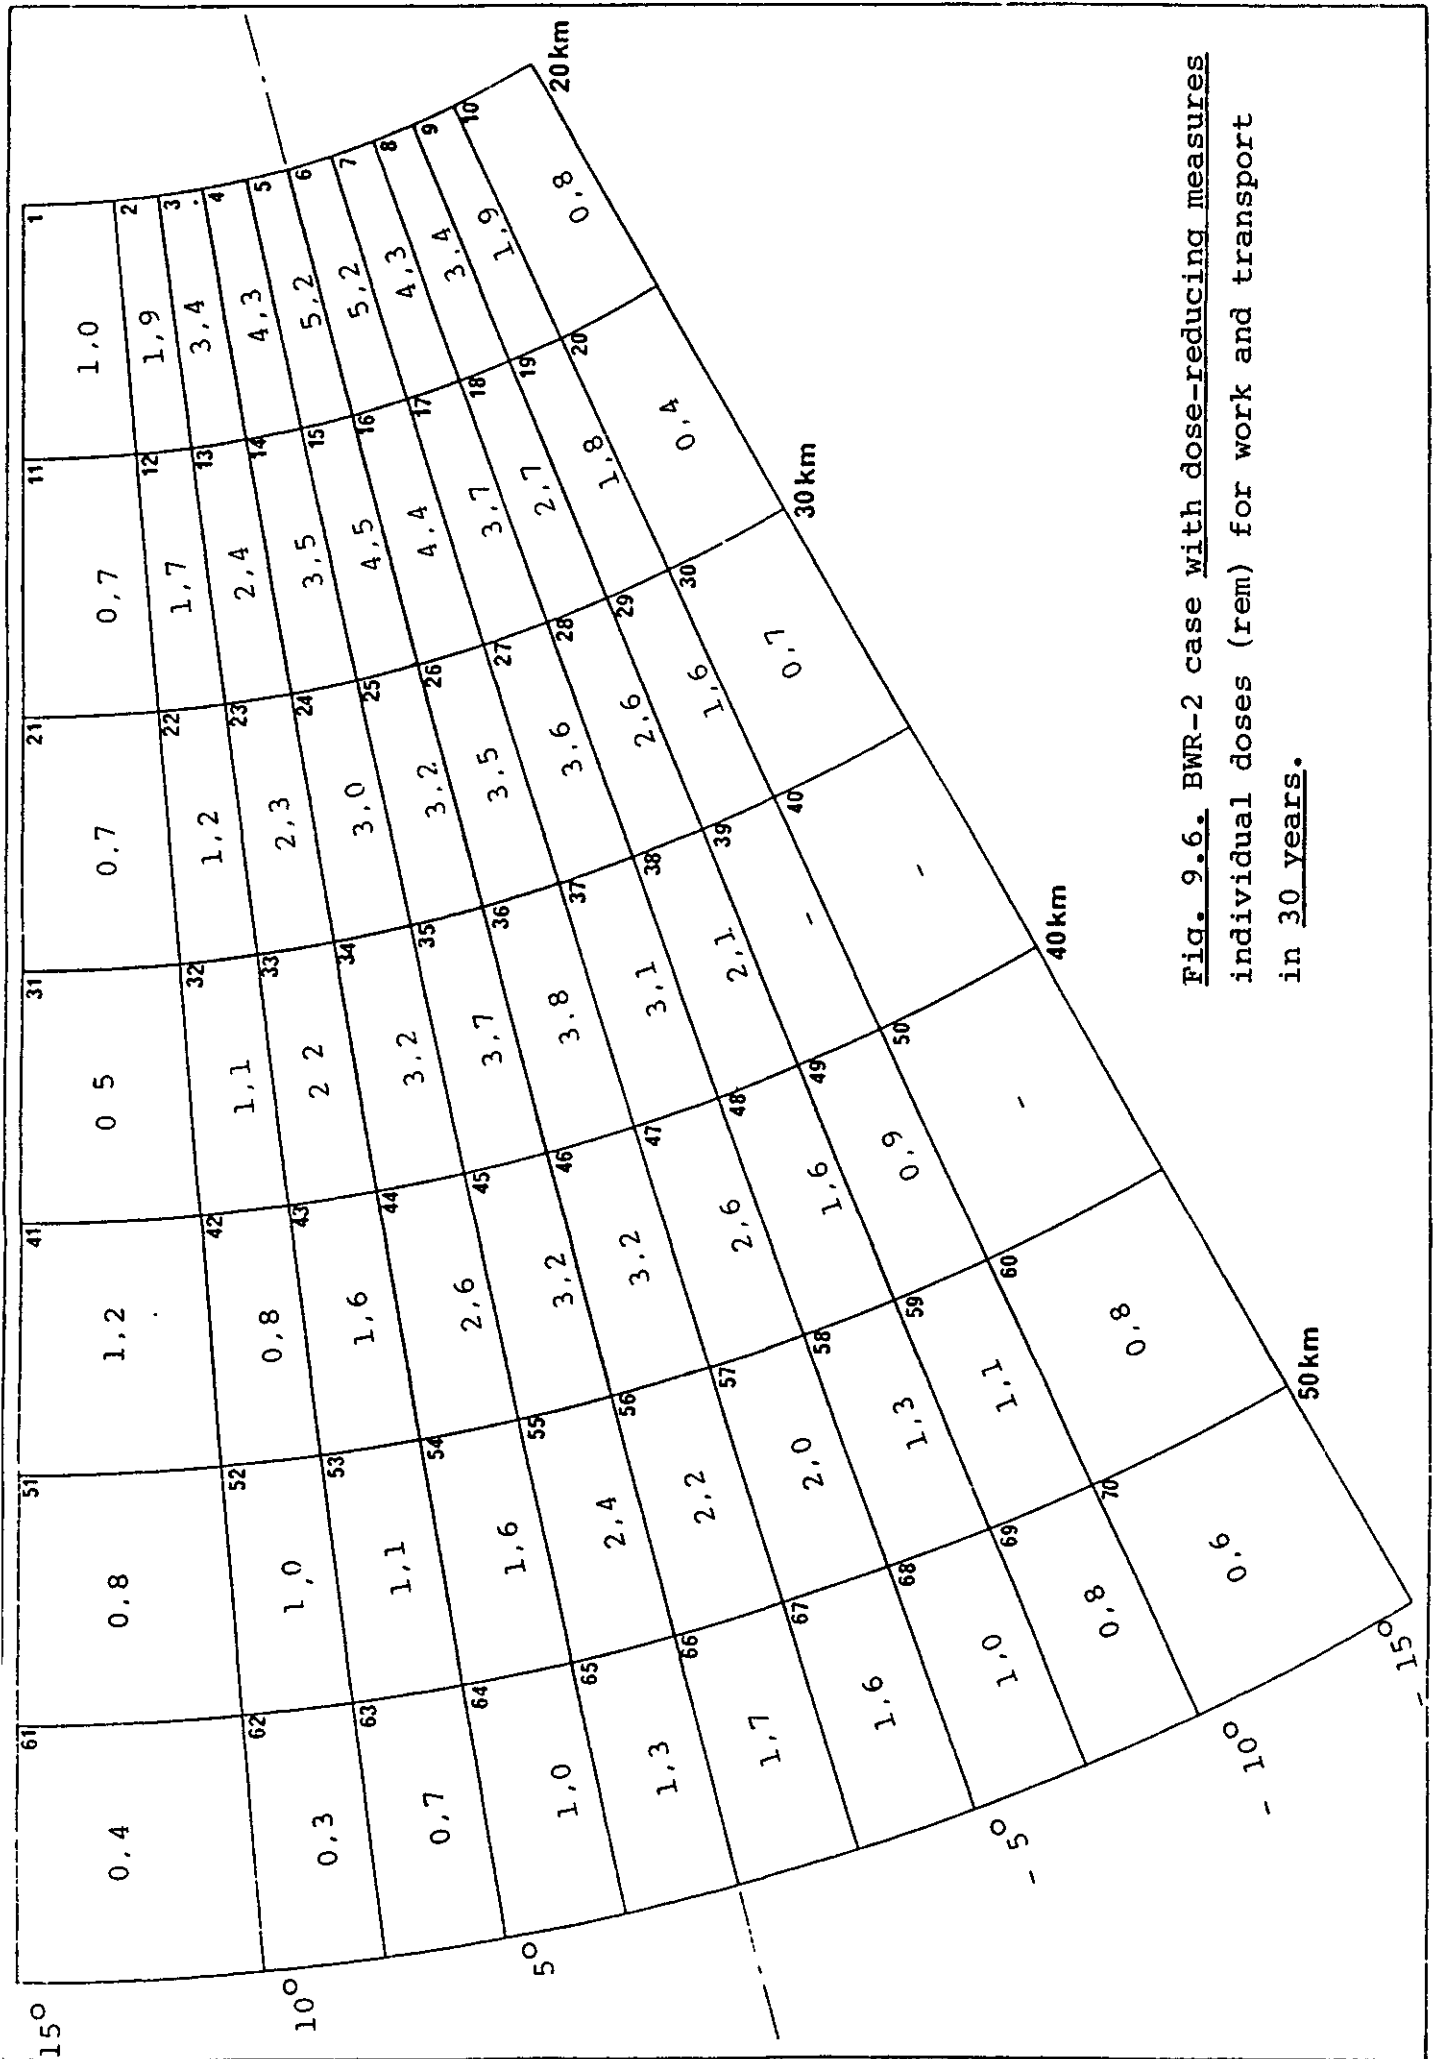 15°
10°
5°
- 5°
- 10°
- 15°
20 km
30 km
40 km
50 km
1 2 3 4 5 6 7 8 9 10
1,0 1,9 3,4 4,3 5,2 5,2 4,3 3,4 1,9 0,8
11 12 13 14 15 16 17 18 19 20
0,7 1,7 2,4 3,5 4,5 4,4 3,7 2,7 1,8 0,4
21 22 23 24 25 26 27 28 29 30
0,7 1,2 2,3 3,0 3,2 3,5 3,6 2,6 1,6 0,7
31 32 33 34 35 36 37 38 39 40
0 5 1,1 2 2 3,2 3,7 3,8 3,1 2,1 - -
41 42 43 44 45 46 47 48 49 50
1,2 0,8 1,6 2,6 3,2 3,2 2,6 1,6 0,9 -
51 52 53 54 55 56 57 58 59 60
0,8 1,0 1,1 1,6 2,4 2,2 2,0 1,3 1,1 0,8
61 62 63 64 65 66 67 68 69 70
0,4 0,3 0,7 1,0 1,3 1,7 1,6 1,0 0,8 0,6
Fig. 9.6. BWR-2 case with dose-reducing measures
individual doses (rem) for work and transport
in 30 years.